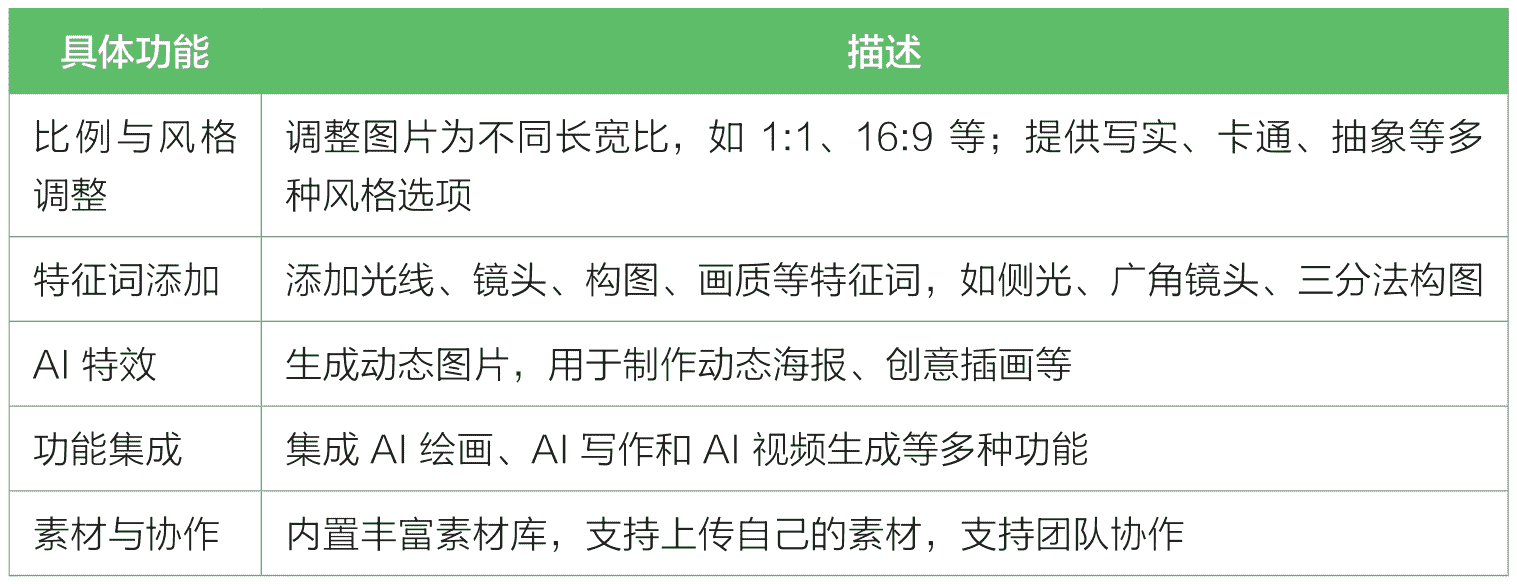 具体功能 描述
比例与风格 调整图片为不同长宽比，如 1:1、16:9 等；提供写实、卡通、抽象等多
调整 种风格选项
特征词添加 添加光线、镜头、构图、画质等特征词，如侧光、广角镜头、三分法构图
AI 特效 生成动态图片，用于制作动态海报、创意插画等
功能集成 集成 AI 绘画、AI 写作和 AI 视频生成等多种功能
素材与协作 内置丰富素材库，支持上传自己的素材，支持团队协作